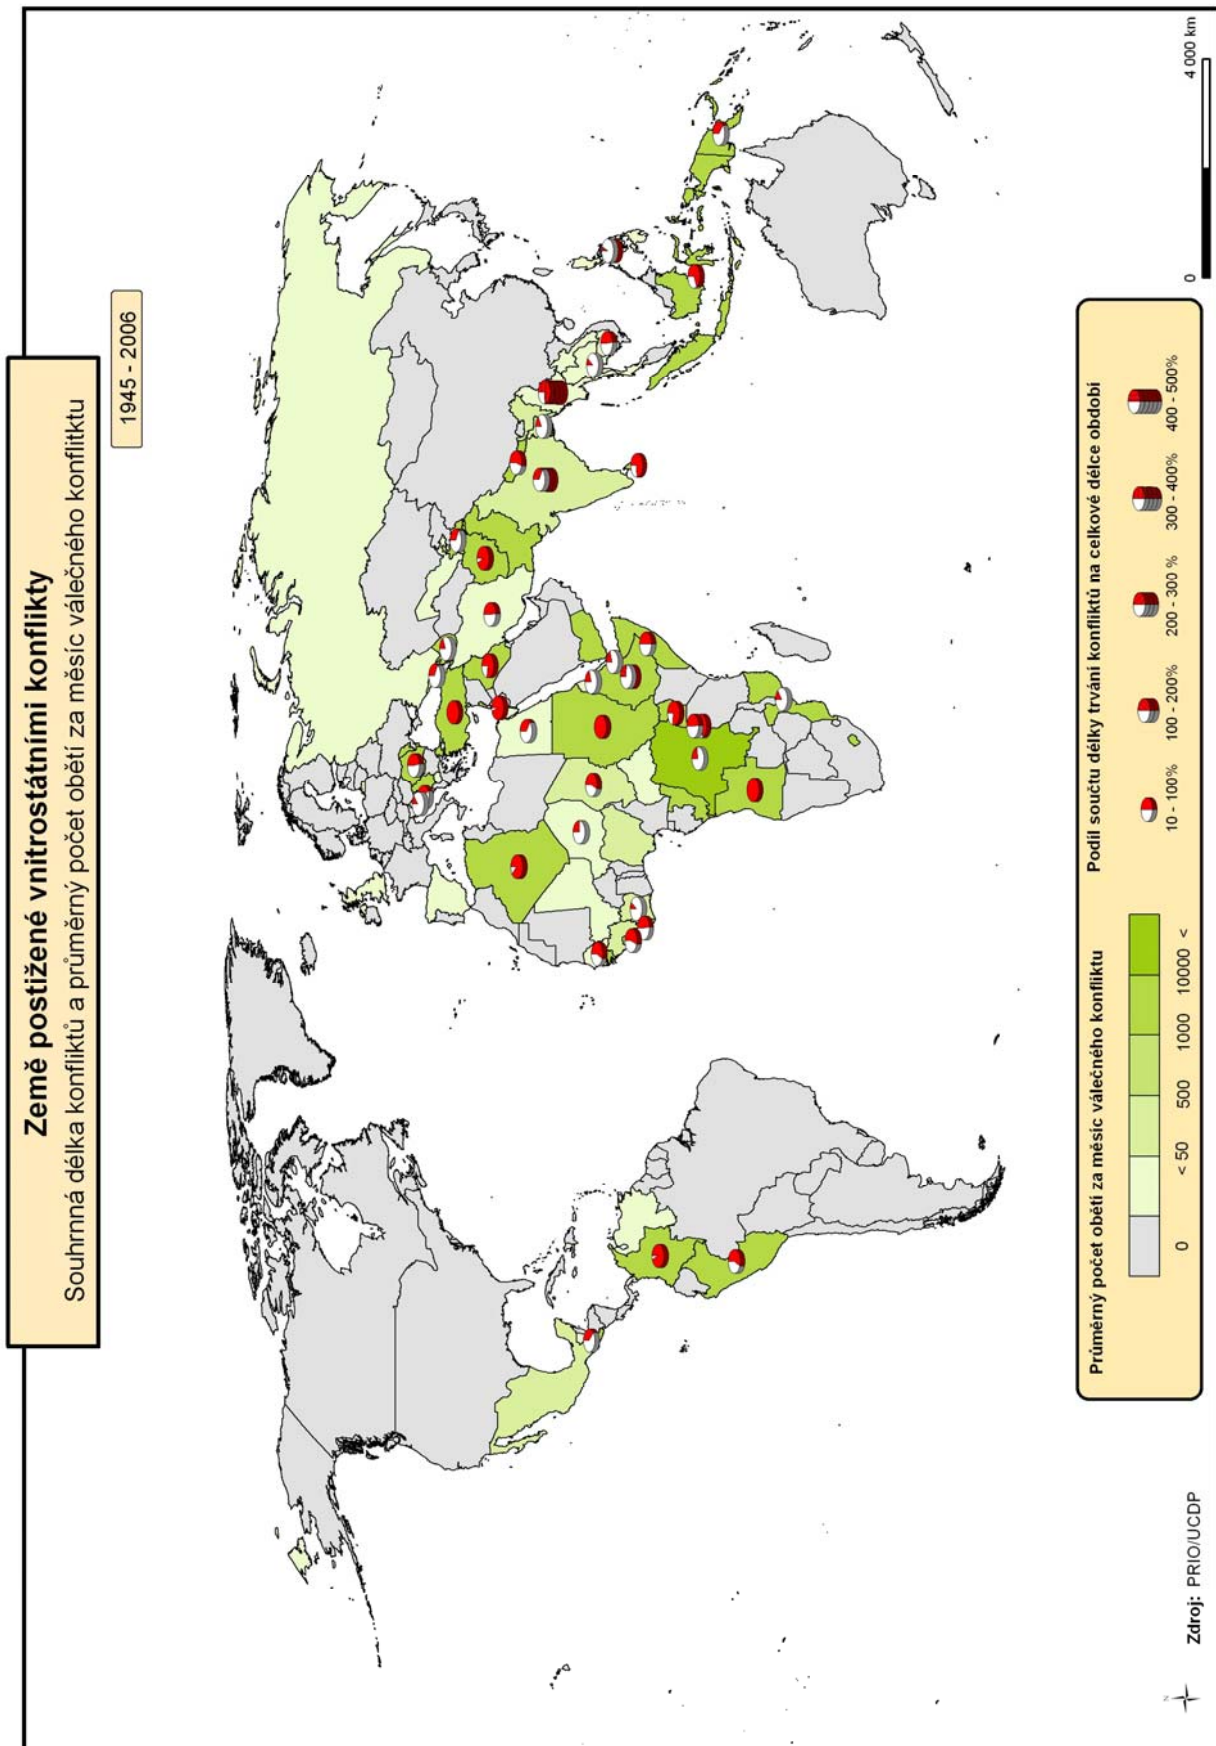 Země postižené vnitrostátními konflikty
Souhrnná délka konfliktů a průměrný počet obětí za měsíc válečného konflitktu
1945 - 2006
Průměrný počet obětí za měsíc válečného konfliktu
0
< 50
500
1000
10000 <
Podíl součtu délky trvání konfliktů na celkové délce období
10 - 100%
100 - 200%
200 - 300 %
300 - 400%
400 - 500%
N
Zdroj: PRIO/UCDP
0
4 000 km